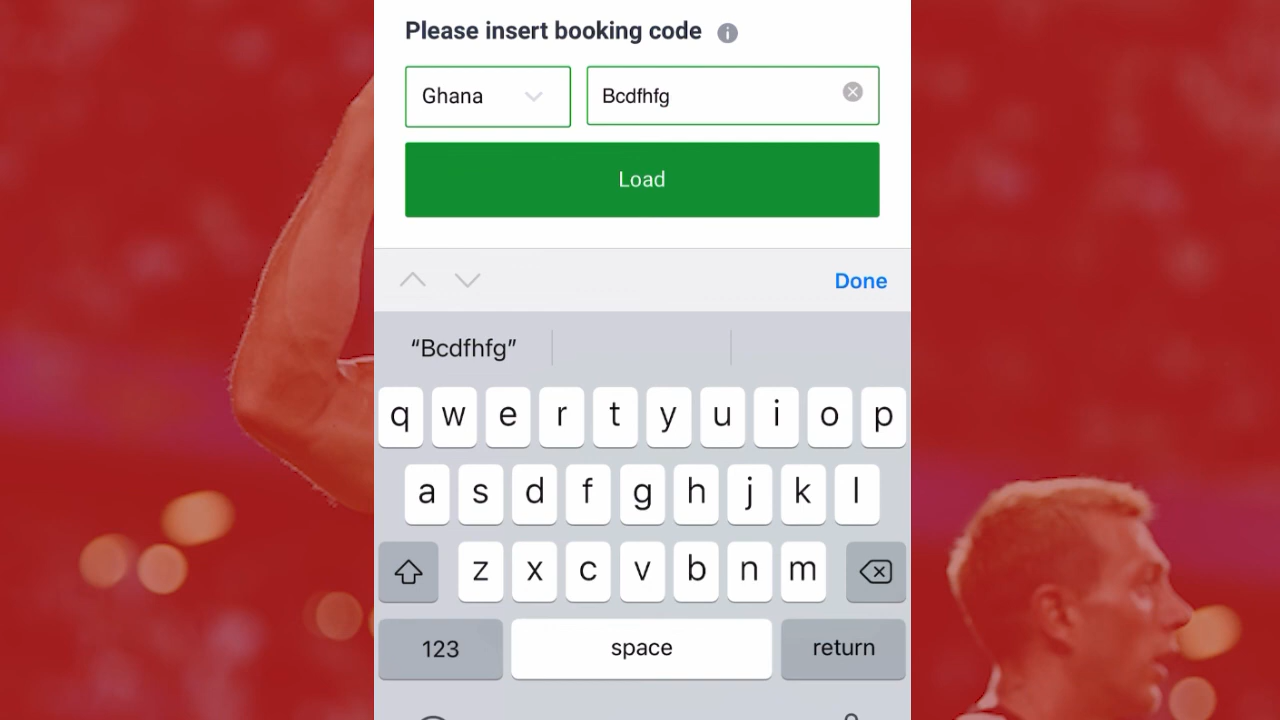 Please insert booking code
Ghana Bcdfhfg
Load
Done
“Bcdfhfg”
q w e r t y u i o p
a s d f g h j k l
z x c v b n m
123 space return